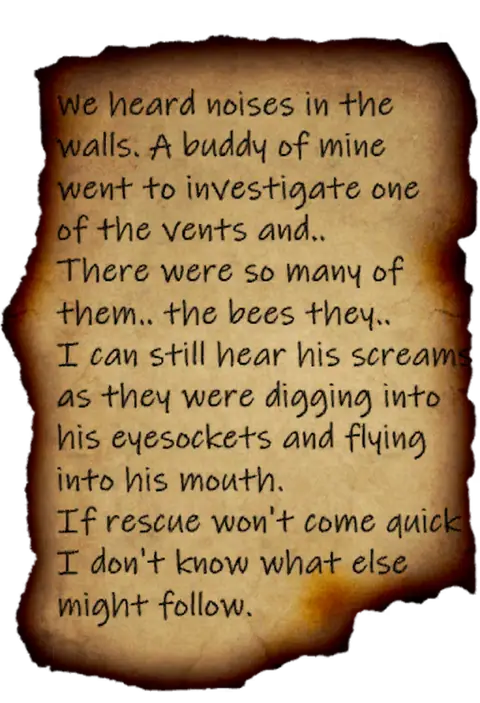 We heard noises in the
walls. A buddy of mine
went to investigate one
of the vents and..
There were so many of
them.. the bees they..
I can still hear his screams
as they were digging into
his eyesockets and flying
into his mouth.
If rescue won't come quick
I don't know what else
might follow.